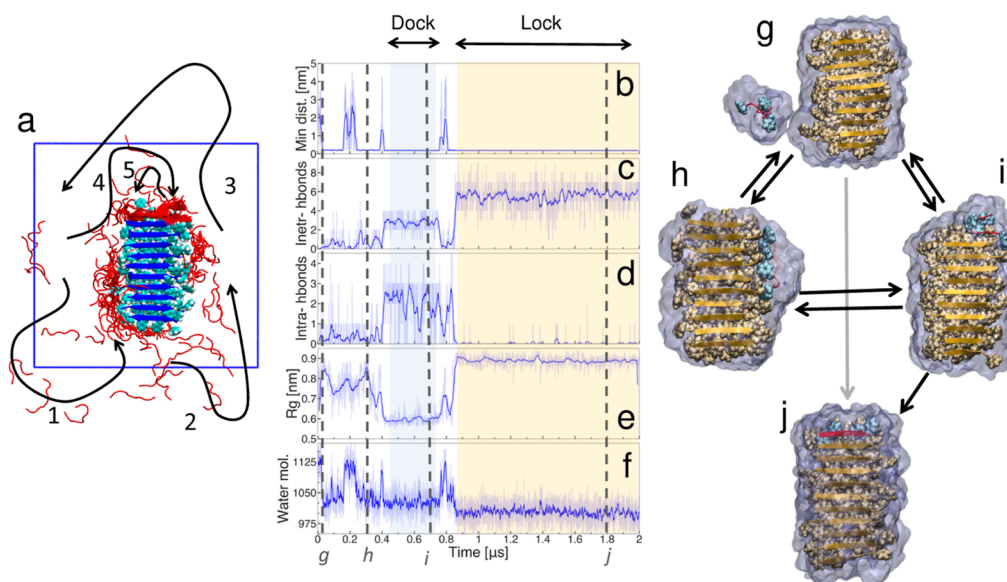 Dock
Lock
a
5
4
3
1
2
b
Min dist. [nm]
5
4
3
2
1
0
c
Inetr- hbonds
8
6
4
2
0
d
Intra- hbonds
4
3
2
1
0
e
Rg [nm]
0.9
0.8
0.7
0.6
0.5
f
Water mol.
1125
1050
975
0
0.2
0.4
0.6
0.8
1
1.2
1.4
1.6
1.8
2
g
h
i
j
Time [μs]
g
h
i
j